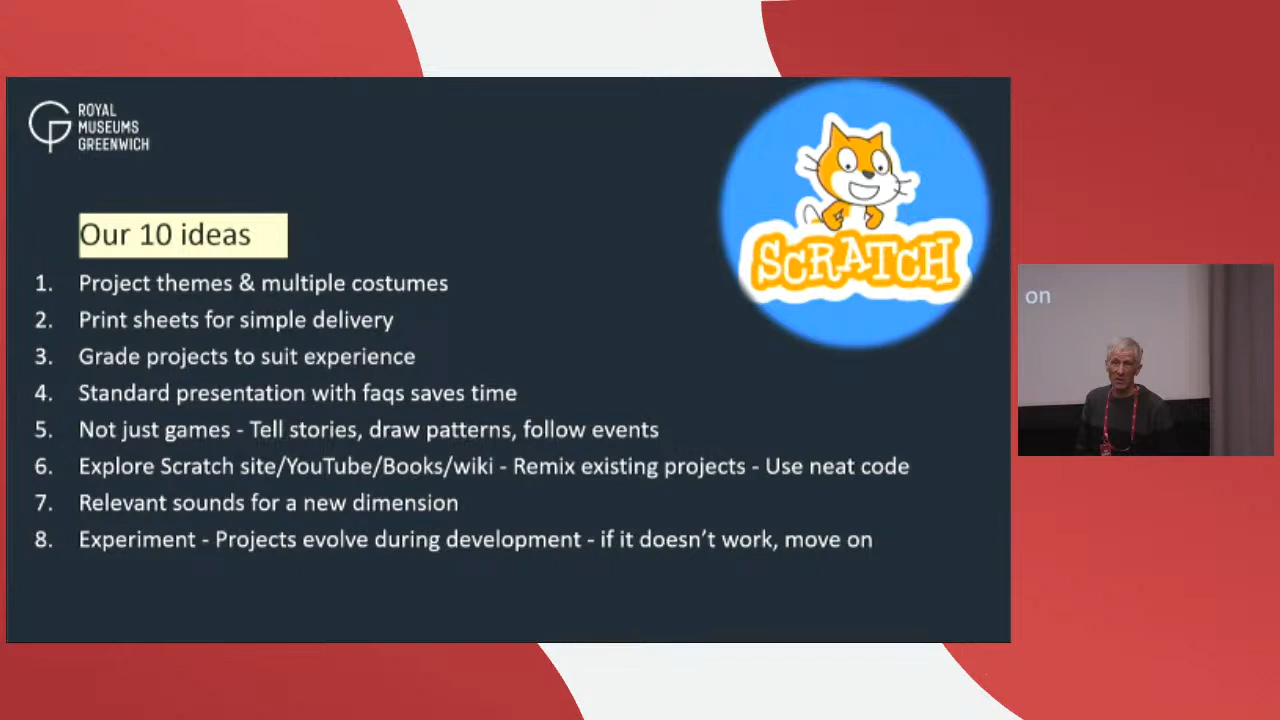 ROYAL
MUSEUMS
GREENWICH
SCRATCH
Our 10 ideas
1. Project themes & multiple costumes
2. Print sheets for simple delivery
3. Grade projects to suit experience
4. Standard presentation with faqs saves time
5. Not just games - Tell stories, draw patterns, follow events
6. Explore Scratch site/YouTube/Books/wiki - Remix existing projects - Use neat code
7. Relevant sounds for a new dimension
8. Experiment - Projects evolve during development - if it doesn’t work, move on
on